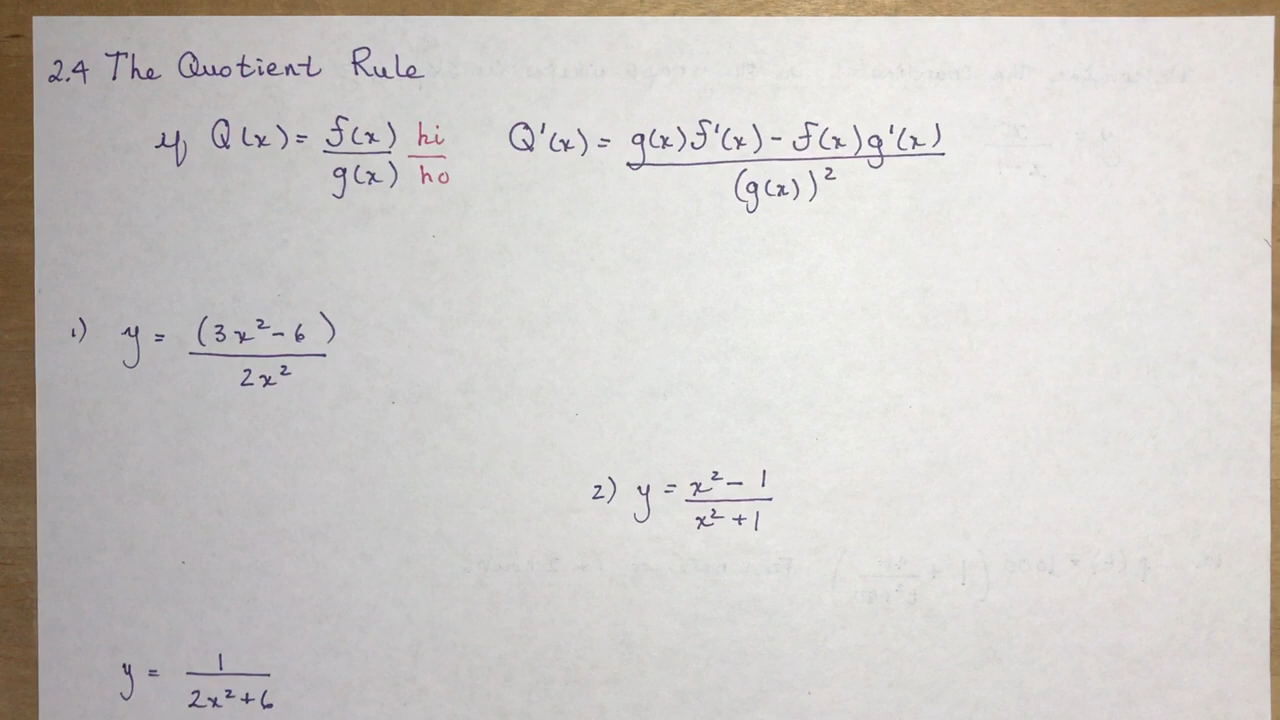 2.4 The Quotient Rule
if Q(x) = f(x)/g(x) hi/ho Q'(x) = g(x)f'(x) - f(x)g'(x)/(g(x))²
1) y = (3x² - 6)/2x²
2) y = x² - 1/x² + 1
y = 1/2x² + 6